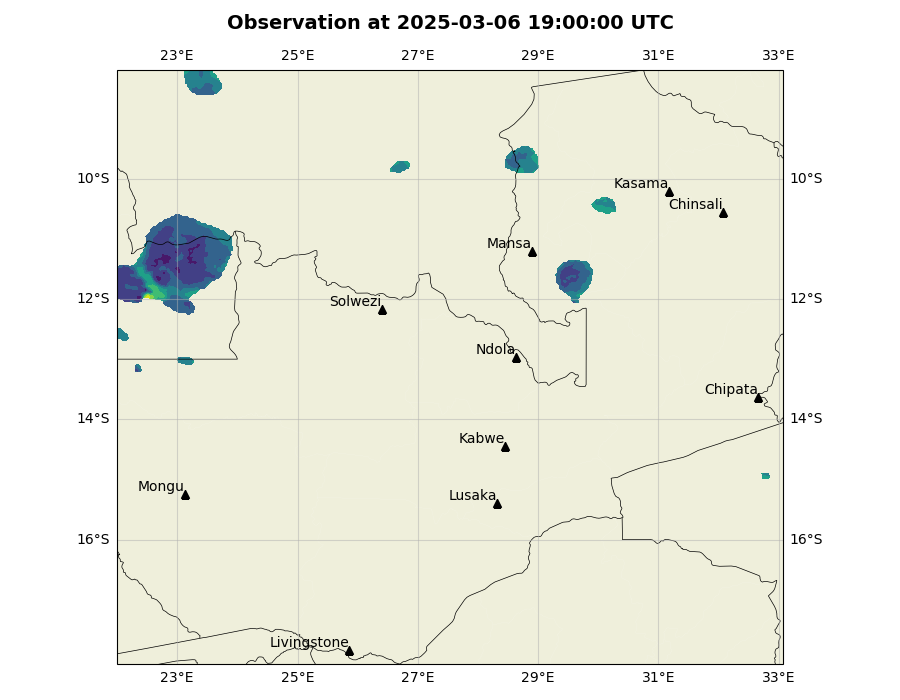 Observation at 2025-03-06 19:00:00 UTC
23°E 25°E 27°E 29°E 31°E 33°E
10°S 10°S
Kasama
Chinsali
Mansa
12°S 12°S
Solwezi
Ndola
Chipata
14°S 14°S
Kabwe
Mongu
Lusaka
16°S 16°S
Livingstone
23°E 25°E 27°E 29°E 31°E 33°E